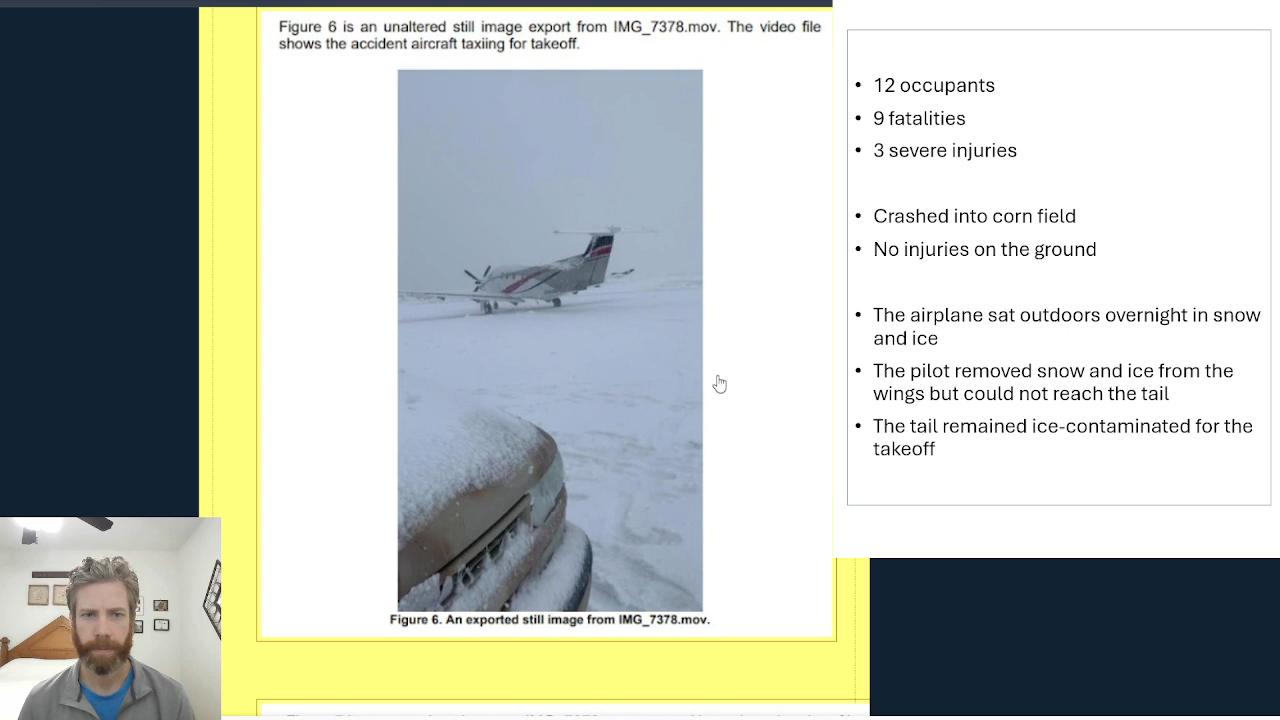 Figure 6 is an unaltered still image export from IMG_7378.mov. The video file
shows the accident aircraft taxiing for takeoff.
Figure 6. An exported still image from IMG_7378.mov.
• 12 occupants
• 9 fatalities
• 3 severe injuries
• Crashed into corn field
• No injuries on the ground
• The airplane sat outdoors overnight in snow
and ice
• The pilot removed snow and ice from the
wings but could not reach the tail
• The tail remained ice-contaminated for the
takeoff